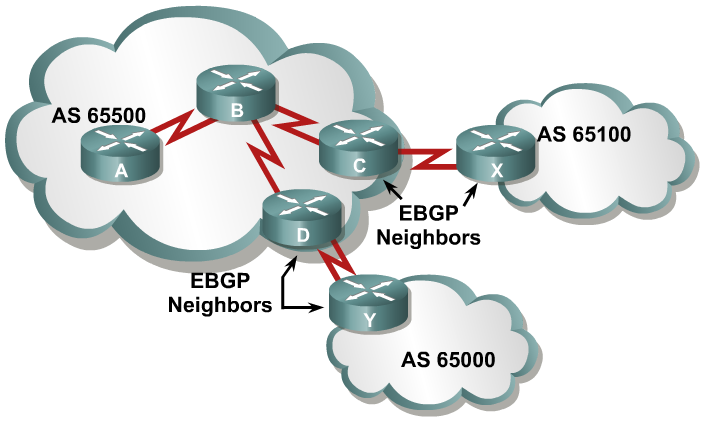 AS 65500
B
A
C
X
AS 65100
EBGP
Neighbors
D
EBGP
Neighbors
Y
AS 65000